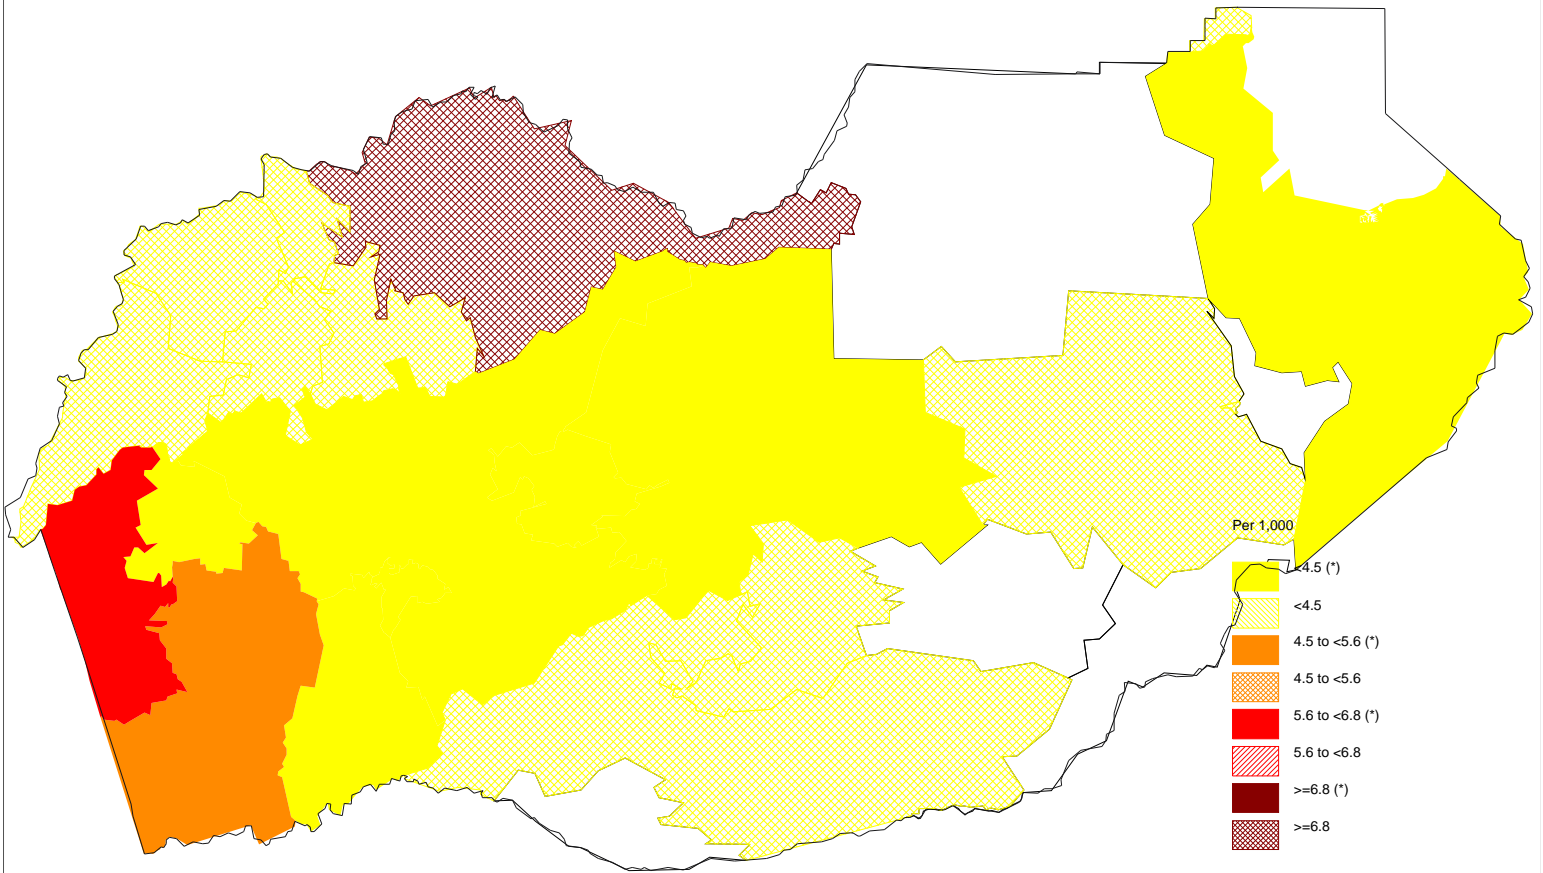 Per 1,000
<4.5 (*)
<4.5
4.5 to <5.6 (*)
4.5 to <5.6
5.6 to <6.8 (*)
5.6 to <6.8
>=6.8 (*)
>=6.8